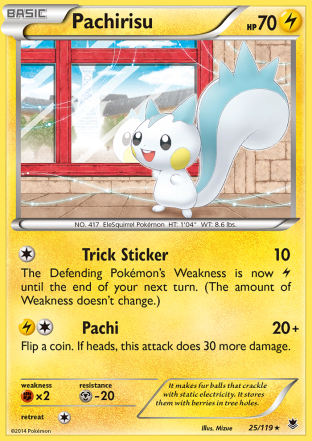 BASIC
Pachirisu
HP70
NO. 417 EleSquirrel Pokémon HT: 1'04" WT: 8.6 lbs.
Trick Sticker 10
The Defending Pokémon's Weakness is now
until the end of your next turn. (The amount of
Weakness doesn't change.)
Pachi 20+
Flip a coin. If heads, this attack does 30 more damage.
weakness
×2
resistance
-20
retreat
It makes fur balls that crackle
with static electricity. It stores
them with berries in tree holes.
Illus. Mizue
25/119
©2014 Pokémon